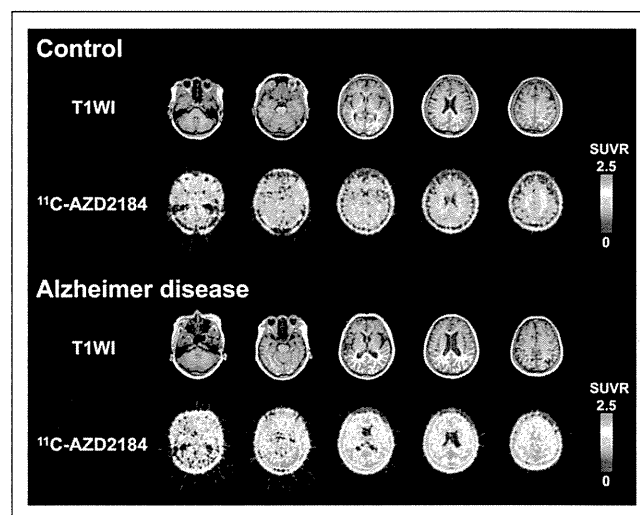 Control
T1WI
SUVR
2.5
¹¹C-AZD2184
0
Alzheimer disease
T1WI
SUVR
2.5
¹¹C-AZD2184
0